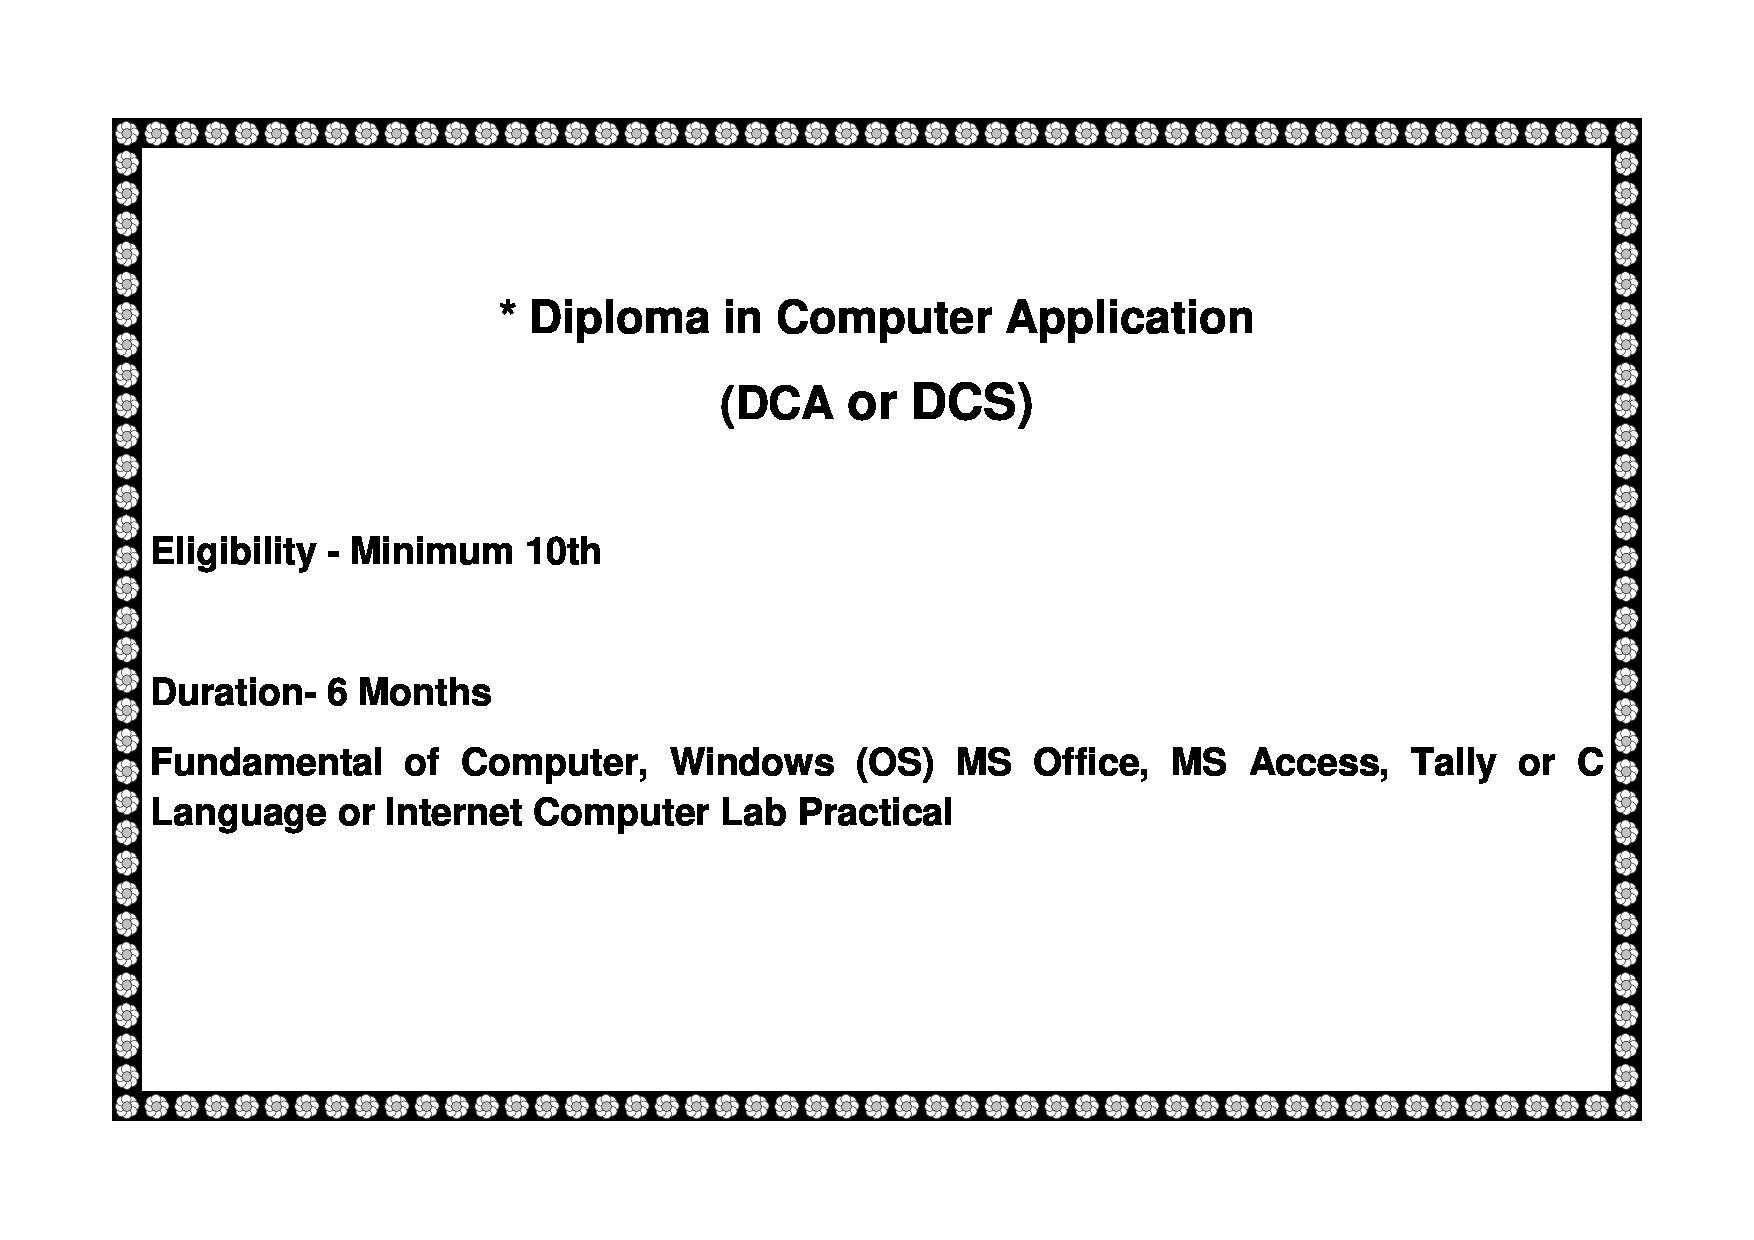 * Diploma in Computer Application
(DCA or DCS)
Eligibility - Minimum 10th
Duration- 6 Months
Fundamental of Computer, Windows (OS) MS Office, MS Access, Tally or C
Language or Internet Computer Lab Practical